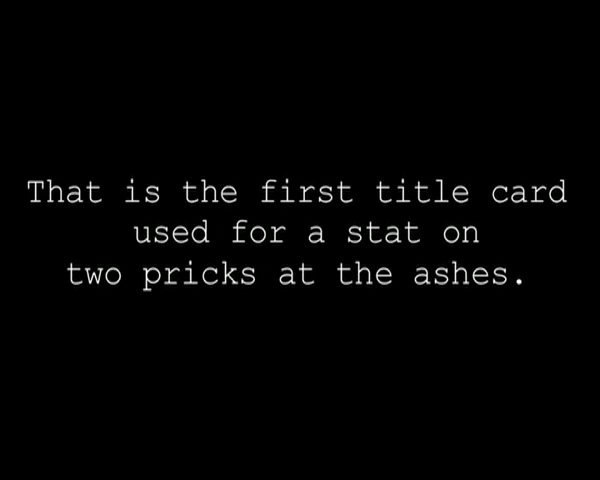 That is the first title card
used for a stat on
two pricks at the ashes.